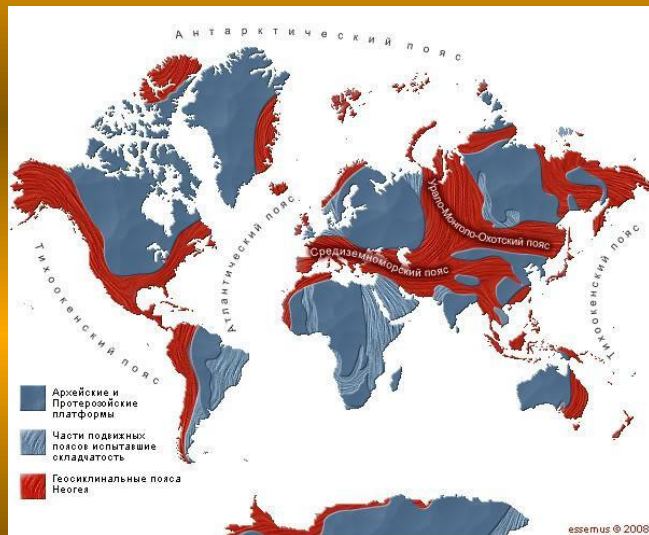 Антарктический пояс
Атлантический пояс
Урало-Монголо-Охотский пояс
Средиземноморский пояс
Тихоокенский пояс
Тихоокенский пояс
Архейские и
Протерозойские
платформы
Части подвижных
поясов испытавшие
складчатость
Геосиклинальные пояса
Неогея
essemus © 2008